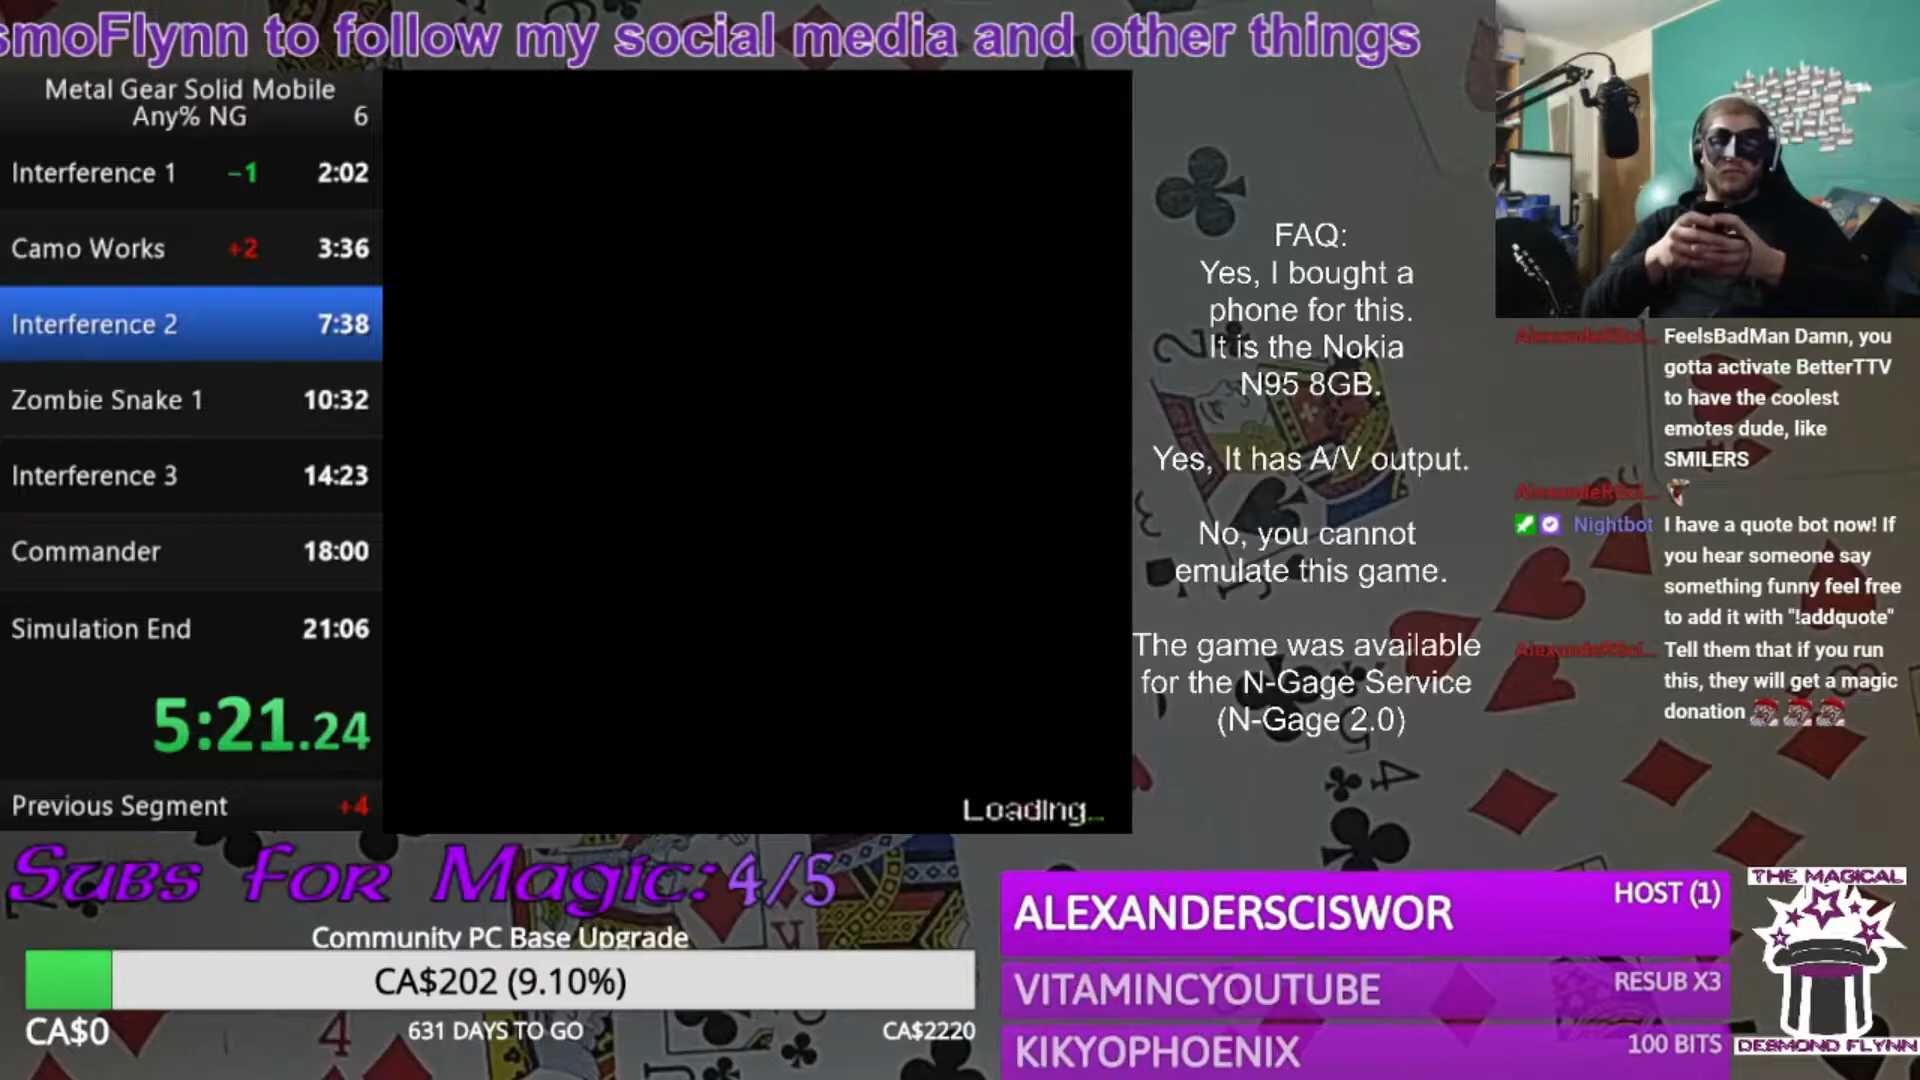 smoFlynn to follow my social media and other things
Metal Gear Solid Mobile
Any% NG 6
Interference 1 −1 2:02
Camo Works +2 3:36
Interference 2 7:38
Zombie Snake 1 10:32
Interference 3 14:23
Commander 18:00
Simulation End 21:06
5:21.24
Previous Segment +4
Loading...
FAQ:
Yes, I bought a
phone for this.
It is the Nokia
N95 8GB.
Yes, It has A/V output.
No, you cannot
emulate this game.
The game was available
for the N-Gage Service
(N-Gage 2.0)
AlexandeRSci... FeelsBadMan Damn, you
gotta activate BetterTTV
to have the coolest
emotes dude, like
SMILERS
AlexandeRSci...
Nightbot I have a quote bot now! If
you hear someone say
something funny feel free
to add it with "!addquote"
AlexandeRSci... Tell them that if you run
this, they will get a magic
donation
Subs for Magic: 4/5
Community PC Base Upgrade
CA$202 (9.10%)
CA$0 631 DAYS TO GO CA$2220
ALEXANDERSCISWOR HOST (1)
VITAMINCYOUTUBE RESUB X3
KIKYOPHOENIX 100 BITS
THE MAGICAL
DESMOND FLYNN